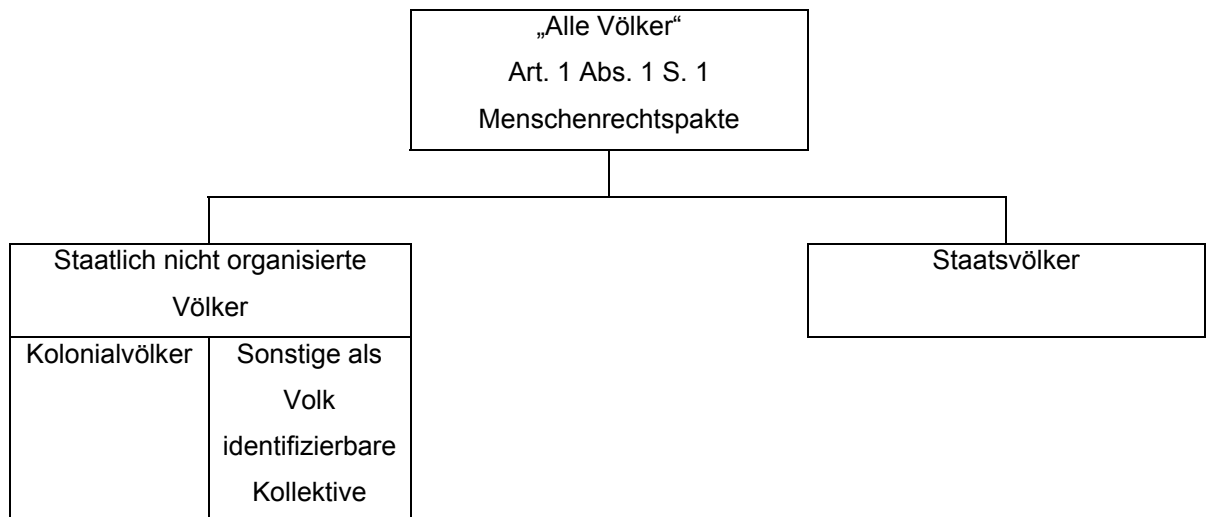 „Alle Völker“
Art. 1 Abs. 1 S. 1
Menschenrechtspakte
Staatlich nicht organisierte
Völker
Staatsvölker
Kolonialvölker
Sonstige als
Volk
identifizierbare
Kollektive